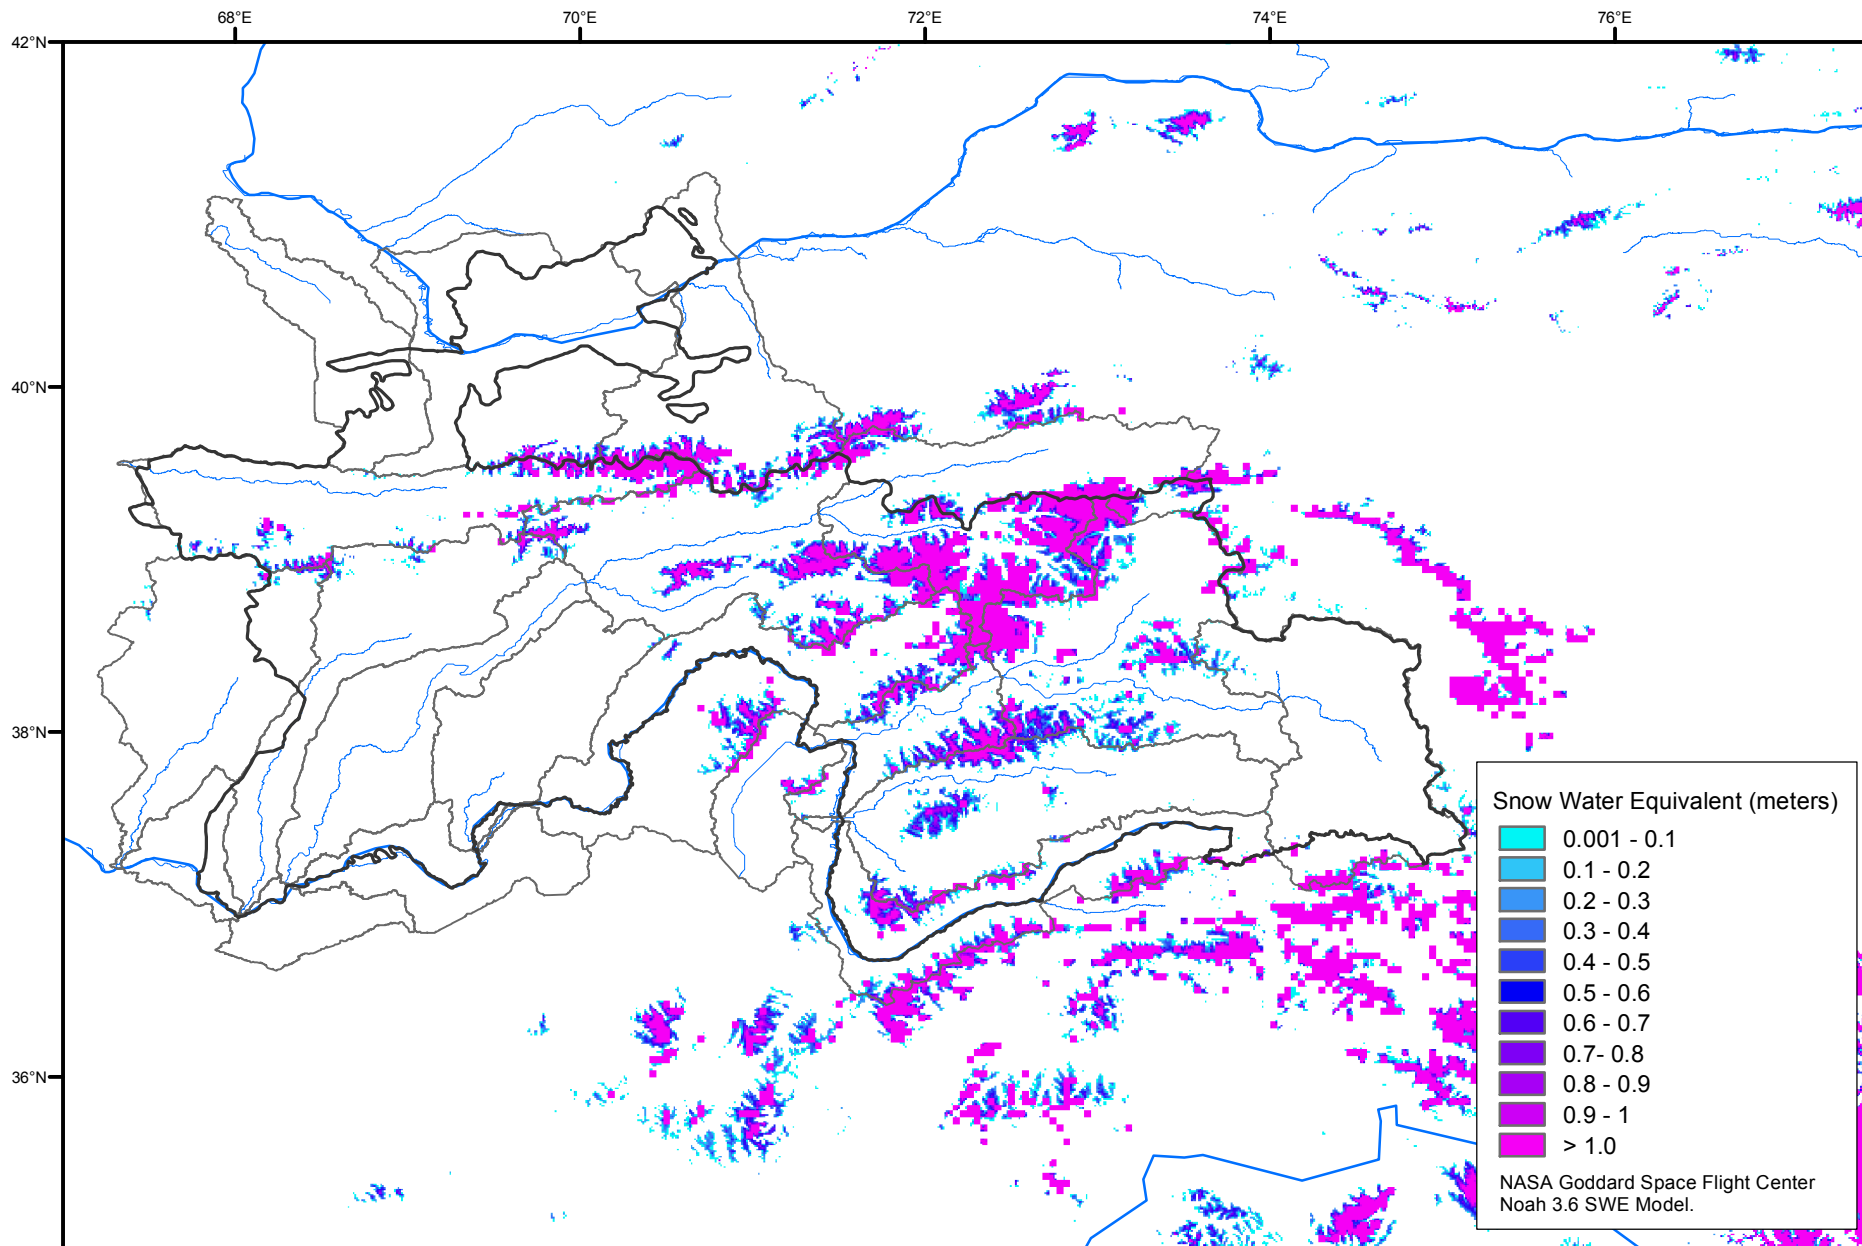 68°E 70°E 72°E 74°E 76°E
42°N
40°N
38°N
36°N
Snow Water Equivalent (meters)
0.001 - 0.1
0.1 - 0.2
0.2 - 0.3
0.3 - 0.4
0.4 - 0.5
0.5 - 0.6
0.6 - 0.7
0.7- 0.8
0.8 - 0.9
0.9 - 1
> 1.0
NASA Goddard Space Flight Center
Noah 3.6 SWE Model.